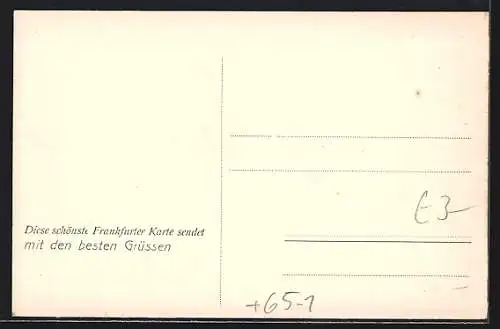 Diese schönste Frankfurter Karte sendet
mit den besten Grüssen
E3-
+65-1